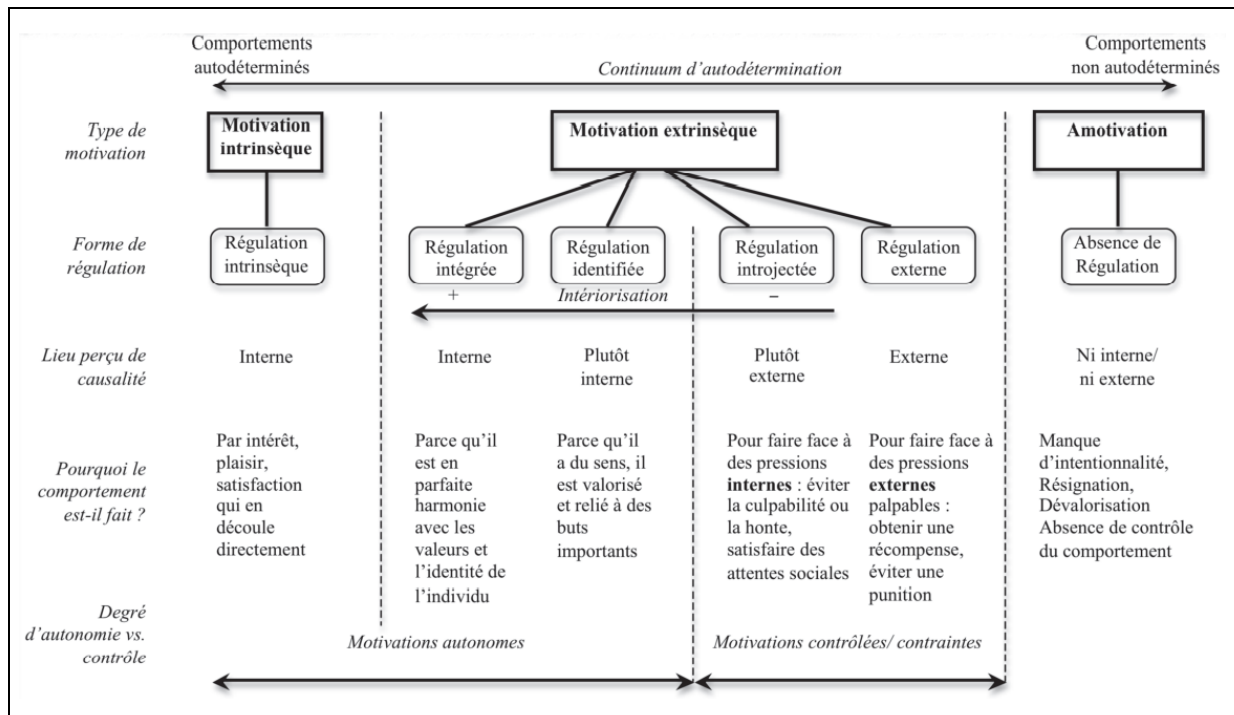 Comportements
autodéterminés
Continuum d'autodétermination
Comportements
non autodéterminés
Type de
motivation
Motivation
intrinsèque
Motivation extrinsèque
Amotivation
Forme de
régulation
Régulation
intrinsèque
Régulation
intégrée
Régulation
identifiée
Régulation
introjectée
Régulation
externe
Absence de
Régulation
+
Intériorisation
–
Lieu perçu de
causalité
Interne
Interne
Plutôt
interne
Plutôt
externe
Externe
Ni interne/
ni externe
Pourquoi le
comportement
est-il fait ?
Par intérêt,
plaisir,
satisfaction
qui en
découle
directement
Parce qu'il
est en
parfaite
harmonie
avec les
valeurs et
l'identité de
l'individu
Parce qu'il
a du sens, il
est valorisé
et relié à des
buts
importants
Pour faire face à
des pressions
internes : éviter
la culpabilité ou
la honte,
satisfaire des
attentes sociales
Pour faire face à
des pressions
externes
palpables :
obtenir une
récompense,
éviter une
punition
Manque
d'intentionnalité,
Résignation,
Dévalorisation
Absence de contrôle
du comportement
Degré
d'autonomie vs.
contrôle
Motivations autonomes
Motivations contrôlées/ contraintes